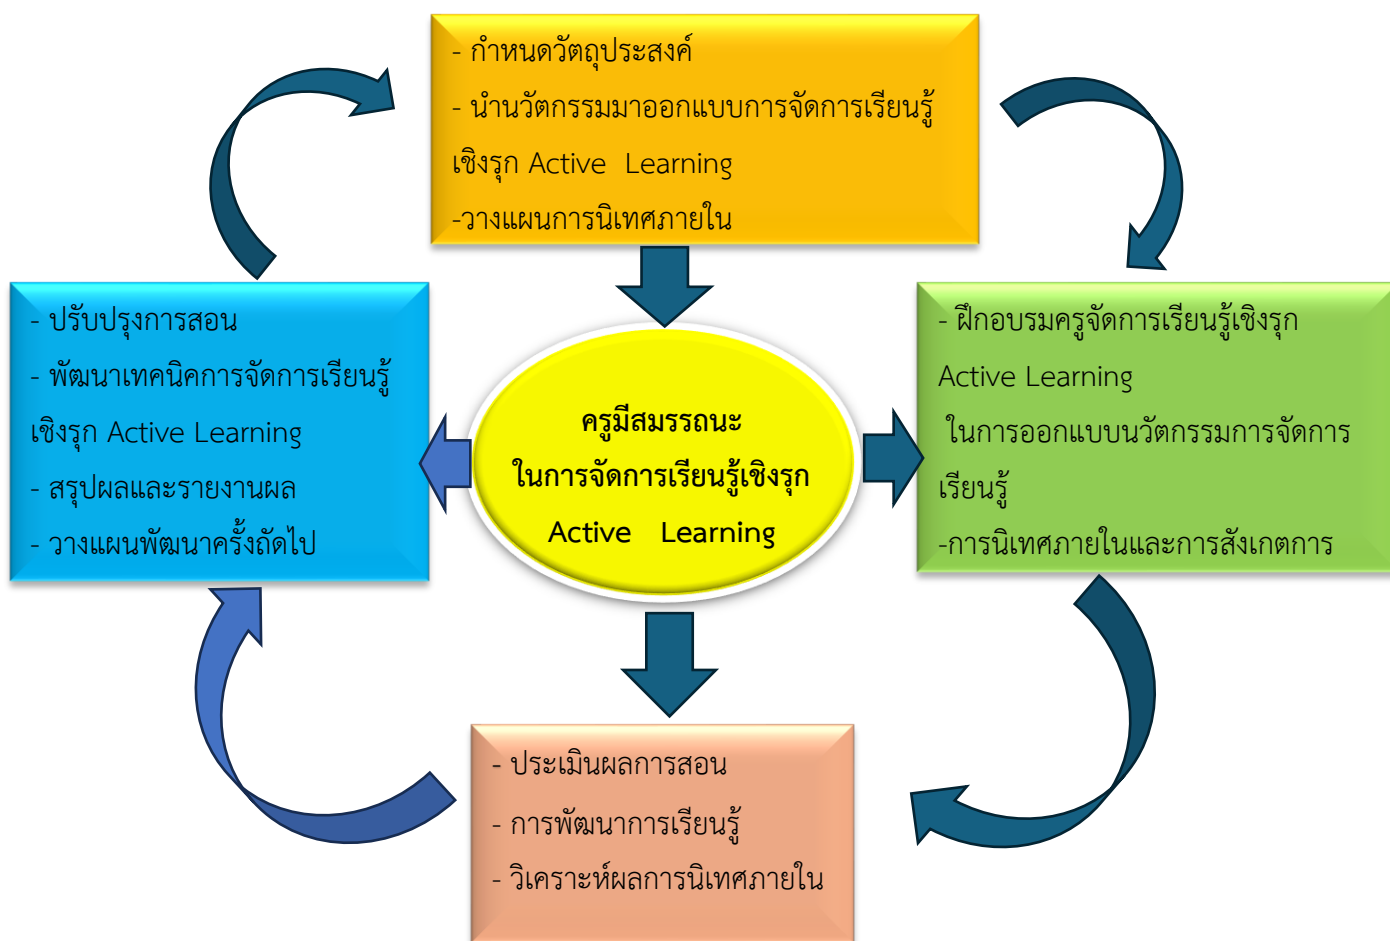 - กำหนดวัตถุประสงค์
- นำนวัตกรรมมาออกแบบการจัดการเรียนรู้
เชิงรุก Active Learning
-วางแผนการนิเทศภายใน
- ปรับปรุงการสอน
- พัฒนาเทคนิคการจัดการเรียนรู้
เชิงรุก Active Learning
- สรุปผลและรายงานผล
- วางแผนพัฒนาครั้งถัดไป
ครูมีสมรรถนะ
ในการจัดการเรียนรู้เชิงรุก
Active Learning
- ฝึกอบรมครูจัดการเรียนรู้เชิงรุก
Active Learning
ในการออกแบบนวัตกรรมการจัดการ
เรียนรู้
-การนิเทศภายในและการสังเกตการ
- ประเมินผลการสอน
- การพัฒนาการเรียนรู้
- วิเคราะห์ผลการนิเทศภายใน